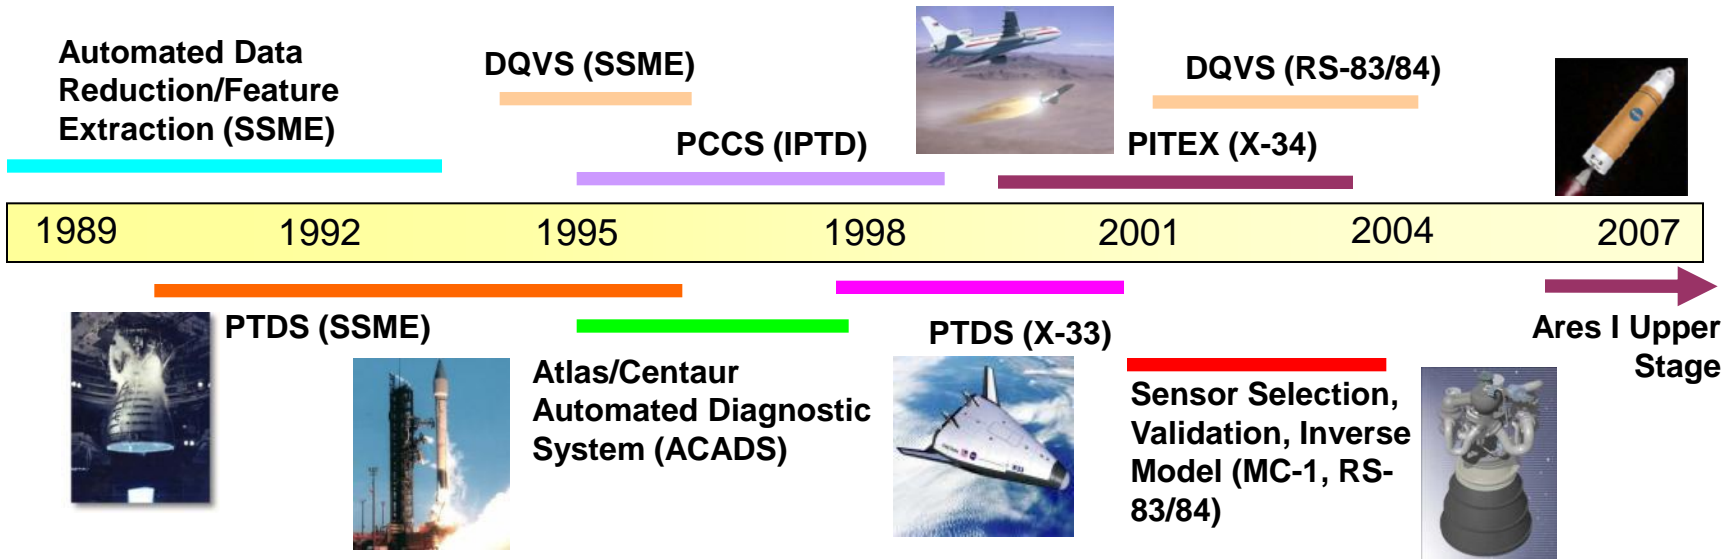 Automated Data
Reduction/Feature
Extraction (SSME)
DQVS (SSME)
PCCS (IPTD)
DQVS (RS-83/84)
PITEX (X-34)
1989
1992
1995
1998
2001
2004
2007
PTDS (SSME)
Atlas/Centaur
Automated Diagnostic
System (ACADS)
PTDS (X-33)
Sensor Selection,
Validation, Inverse
Model (MC-1, RS-
83/84)
Ares I Upper
Stage